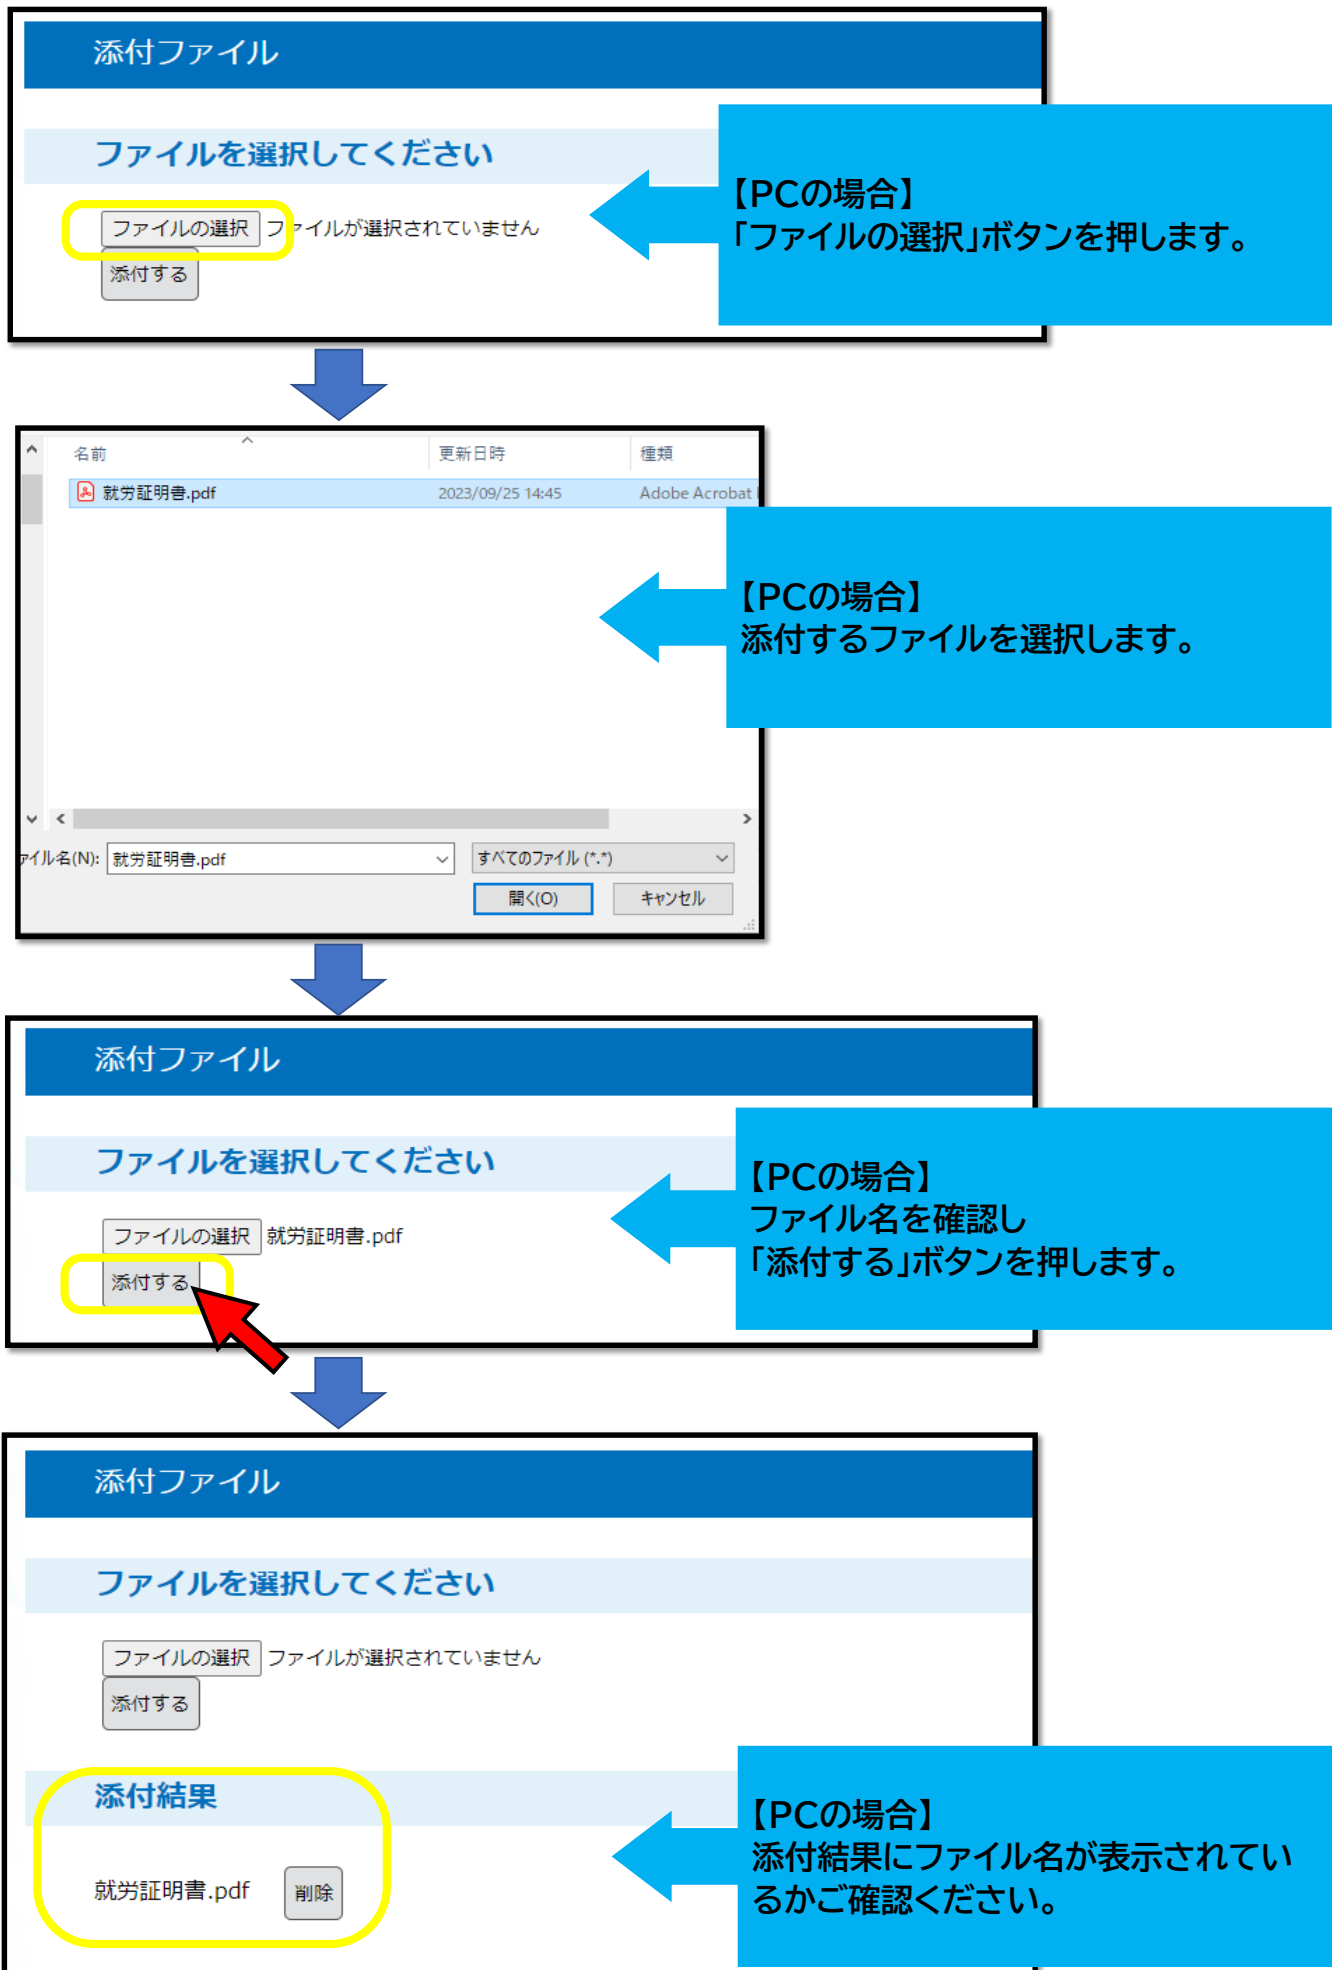 添付ファイル
ファイルを選択してください
ファイルの選択 ファイルが選択されていません
添付する
【PCの場合】
「ファイルの選択」ボタンを押します。
名前 更新日時 種類
就労証明書.pdf 2023/09/25 14:45 Adobe Acrobat
【PCの場合】
添付するファイルを選択します。
ァイル名(N): 就労証明書.pdf すべてのファイル (*.*)
開く(O) キャンセル
添付ファイル
ファイルを選択してください
ファイルの選択 就労証明書.pdf
添付する
【PCの場合】
ファイル名を確認し
「添付する」ボタンを押します。
添付ファイル
ファイルを選択してください
ファイルの選択 ファイルが選択されていません
添付する
添付結果
就労証明書.pdf 削除
【PCの場合】
添付結果にファイル名が表示されてい
るかご確認ください。